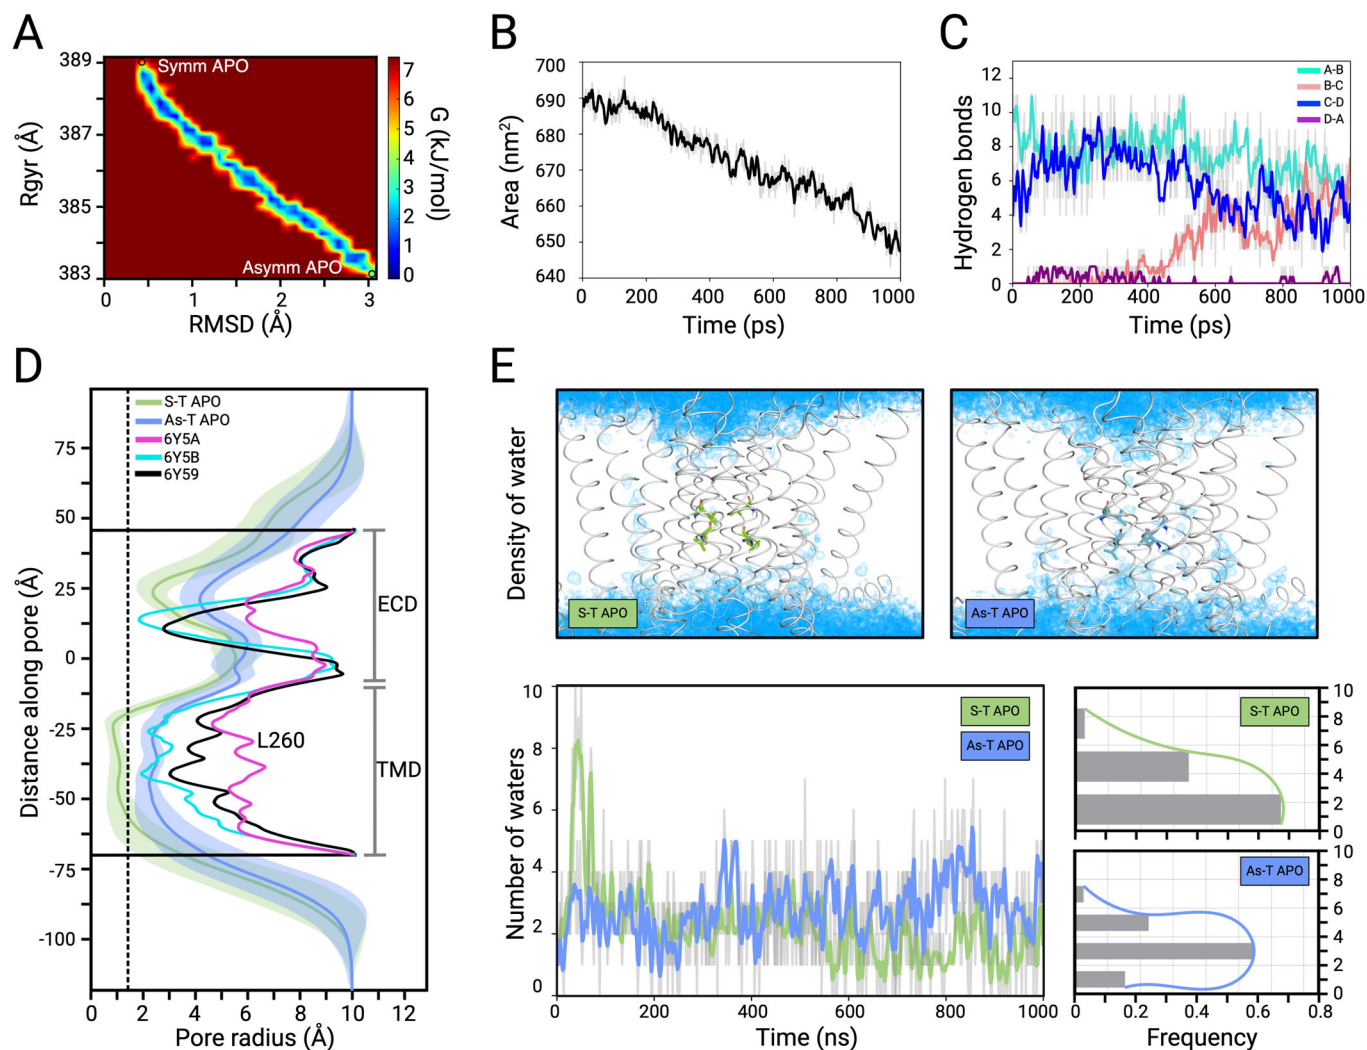 A
389
387
385
383
Rgyr (Å)
Symm APO
Asymm APO
0
1
2
3
RMSD (Å)
7
6
5
4
3
2
1
0
G (kJ/mol)
B
700
690
680
670
660
650
640
Area (nm²)
0
200
400
600
800
1000
Time (ps)
C
12
10
8
6
4
2
0
Hydrogen bonds
A-B
B-C
C-D
D-A
0
200
400
600
800
1000
Time (ps)
D
S-T APO
As-T APO
6Y5A
6Y5B
6Y59
75
50
25
0
-25
-50
-75
-100
Distance along pore (Å)
ECD
L260
TMD
0
2
4
6
8
10
12
Pore radius (Å)
E
Density of water
S-T APO
As-T APO
10
8
6
4
2
0
Number of waters
S-T APO
As-T APO
0
200
400
600
800
1000
Time (ns)
S-T APO
10
8
6
4
2
0
As-T APO
10
8
6
4
2
0
0
0.2
0.4
0.6
0.8
Frequency